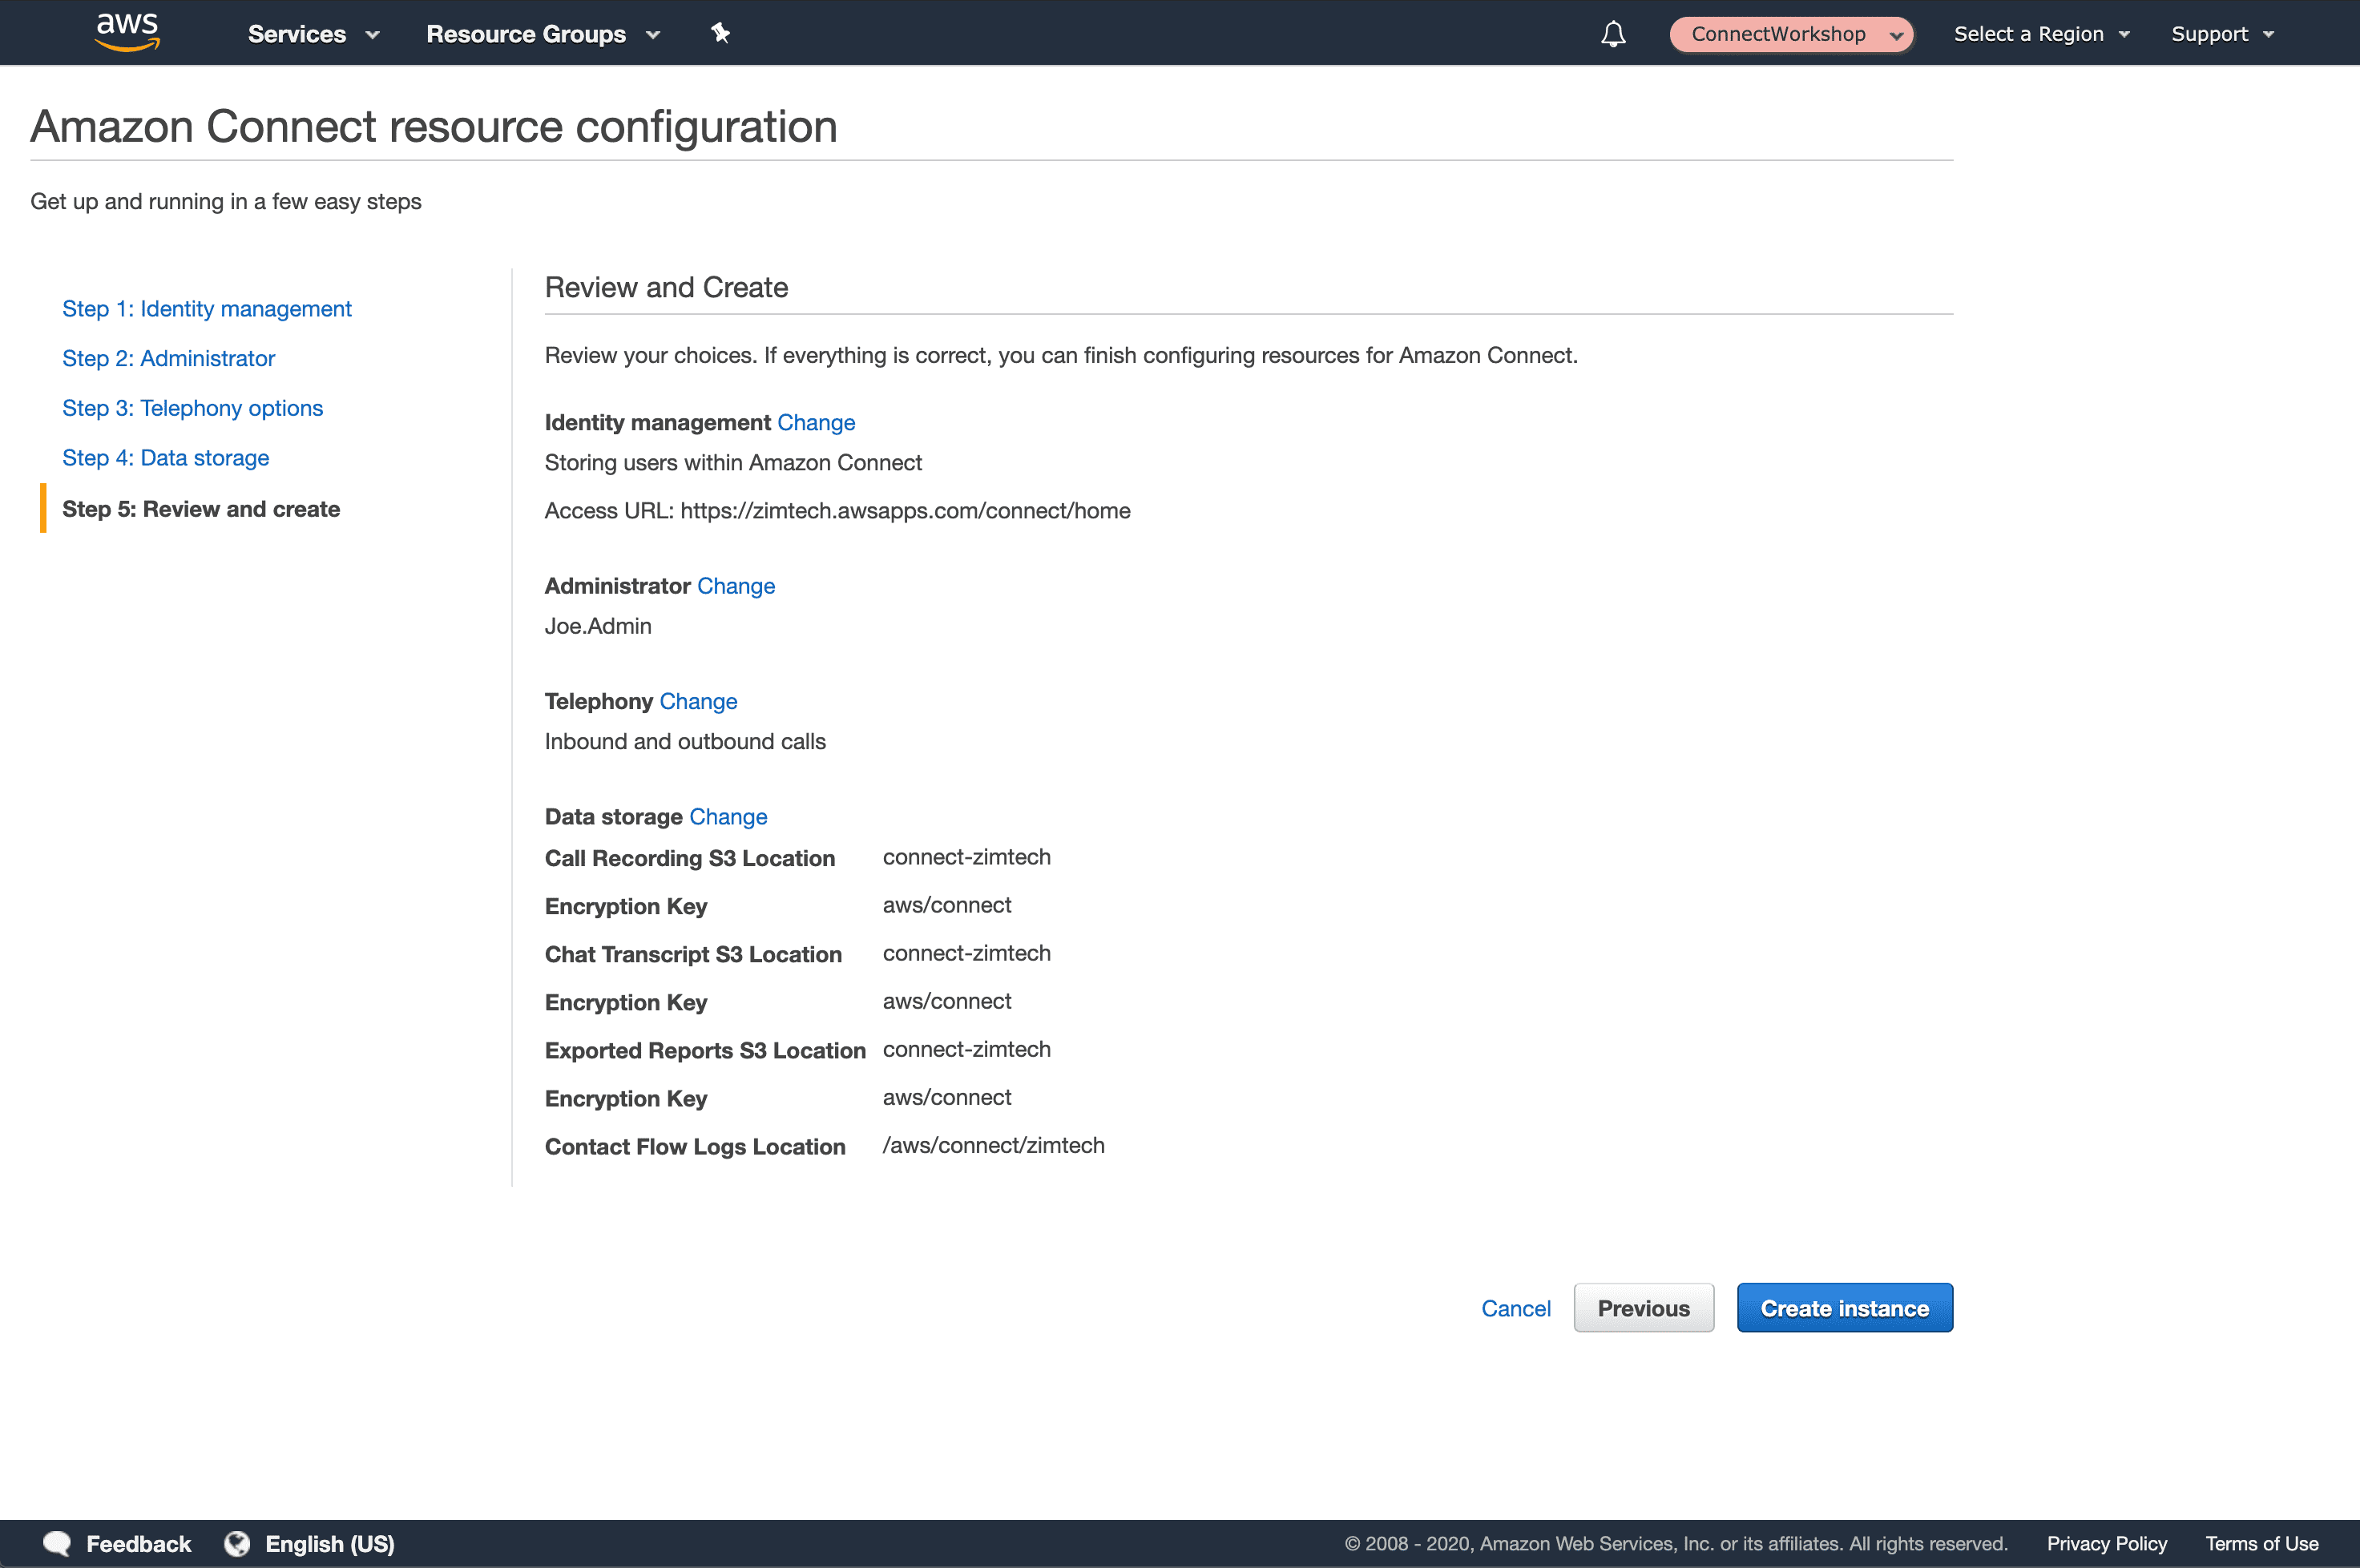 aws Services Resource Groups ConnectWorkshop Select a Region Support
Amazon Connect resource configuration
Get up and running in a few easy steps
Step 1: Identity management
Step 2: Administrator
Step 3: Telephony options
Step 4: Data storage
Step 5: Review and create
Review and Create
Review your choices. If everything is correct, you can finish configuring resources for Amazon Connect.
Identity management Change
Storing users within Amazon Connect
Access URL: https://zimtech.awsapps.com/connect/home
Administrator Change
Joe.Admin
Telephony Change
Inbound and outbound calls
Data storage Change
Call Recording S3 Location connect-zimtech
Encryption Key aws/connect
Chat Transcript S3 Location connect-zimtech
Encryption Key aws/connect
Exported Reports S3 Location connect-zimtech
Encryption Key aws/connect
Contact Flow Logs Location /aws/connect/zimtech
Cancel Previous Create instance
Feedback English (US) © 2008 - 2020, Amazon Web Services, Inc. or its affiliates. All rights reserved. Privacy Policy Terms of Use